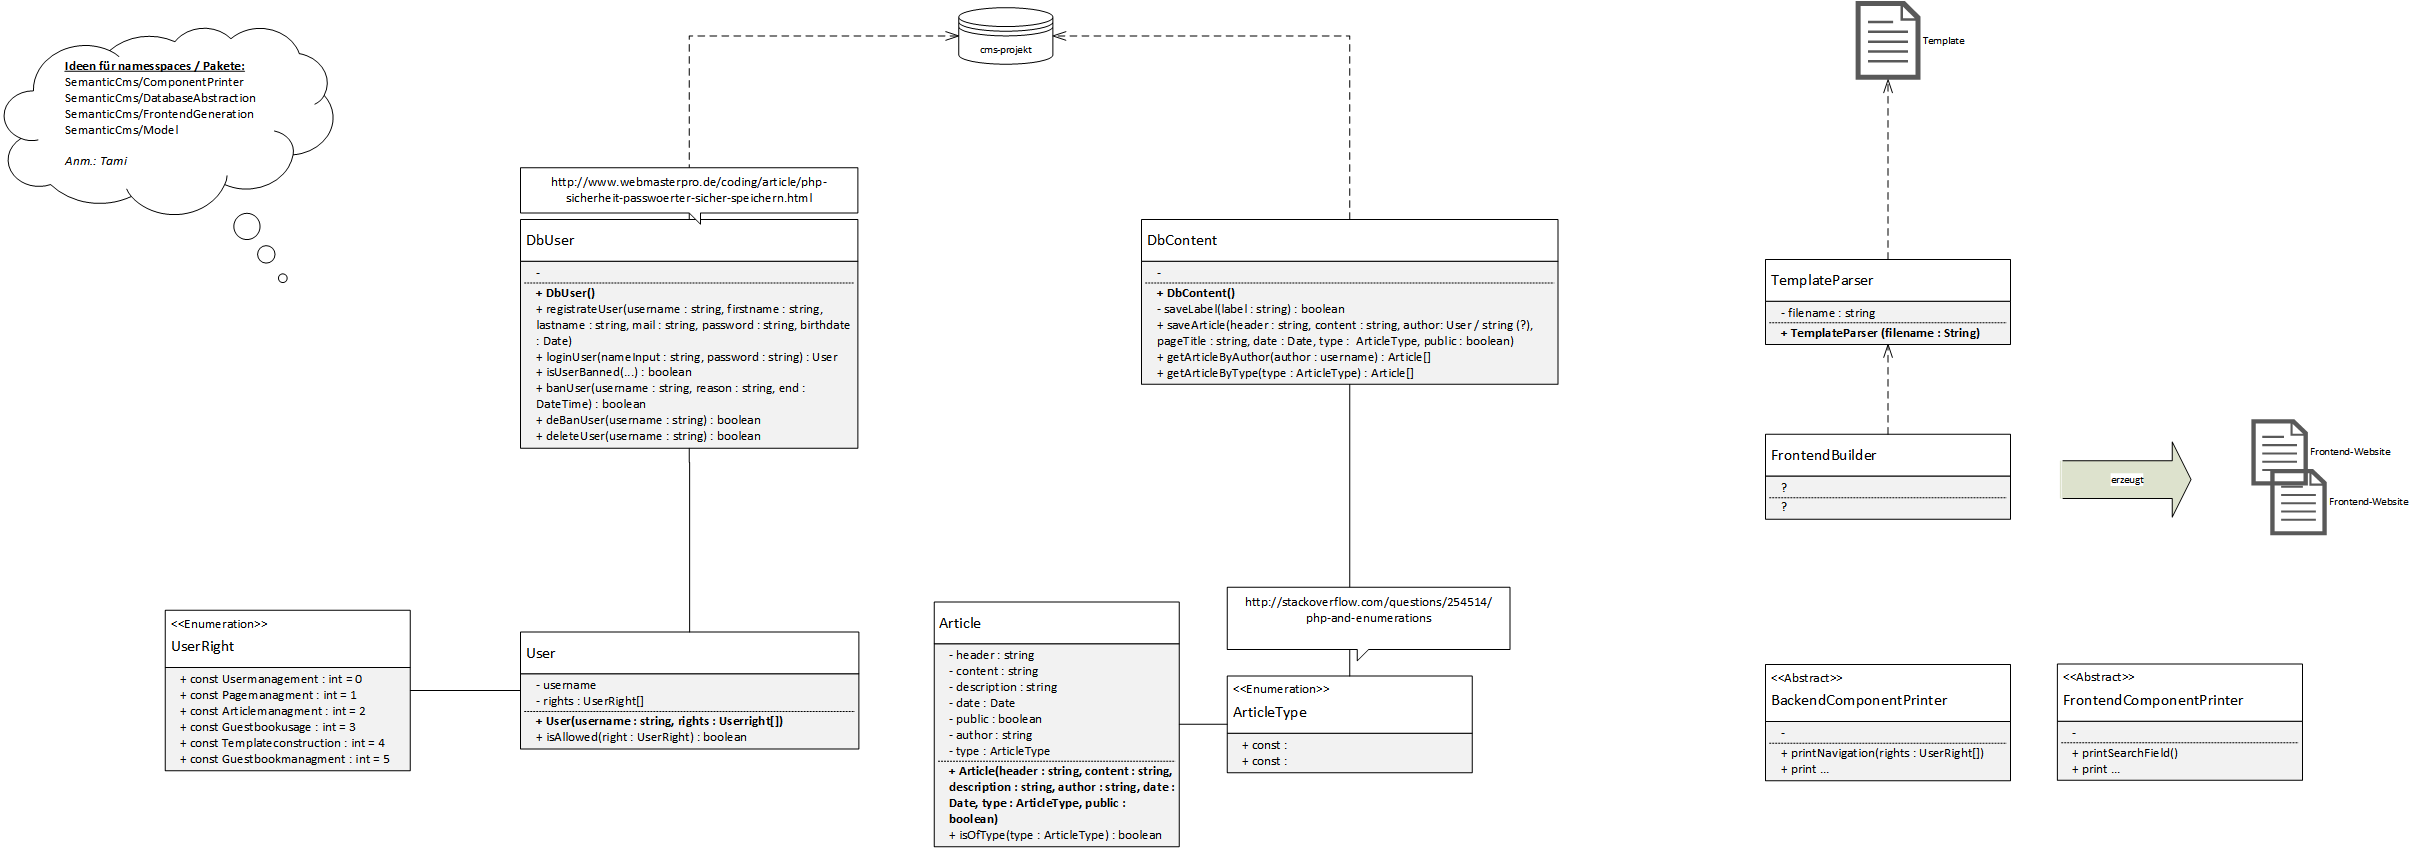 Ideen für namesspaces / Pakete:
SemanticCms/ComponentPrinter
SemanticCms/DatabaseAbstraction
SemanticCms/FrontendGeneration
SemanticCms/Model
Anm.: Tami
cms-projekt
Template
http://www.webmasterpro.de/coding/article/php-
sicherheit-passwoerter-sicher-speichern.html
DbUser
-
+ DbUser()
+ registrateUser(username : string, firstname : string,
lastname : string, mail : string, password : string, birthdate
: Date)
+ loginUser(nameInput : string, password : string) : User
+ isUserBanned(...) : boolean
+ banUser(username : string, reason : string, end :
DateTime) : boolean
+ deBanUser(username : string) : boolean
+ deleteUser(username : string) : boolean
DbContent
-
+ DbContent()
- saveLabel(label : string) : boolean
+ saveArticle(header : string, content : string, author: User / string (?),
pageTitle : string, date : Date, type : ArticleType, public : boolean)
+ getArticleByAuthor(author : username) : Article[]
+ getArticleByType(type : ArticleType) : Article[]
TemplateParser
- filename : string
+ TemplateParser (filename : String)
FrontendBuilder
?
?
erzeugt
Frontend-Website
Frontend-Website
<<Enumeration>>
UserRight
+ const Usermanagement : int = 0
+ const Pagemanagment : int = 1
+ const Articlemanagment : int = 2
+ const Guestbookusage : int = 3
+ const Templateconstruction : int = 4
+ const Guestbookmanagment : int = 5
User
- username
- rights : UserRight[]
+ User(username : string, rights : Userright[])
+ isAllowed(right : UserRight) : boolean
Article
- header : string
- content : string
- description : string
- date : Date
- public : boolean
- author : string
- type : ArticleType
+ Article(header : string, content : string,
description : string, author : string, date :
Date, type : ArticleType, public :
boolean)
+ isOfType(type : ArticleType) : boolean
http://stackoverflow.com/questions/254514/
php-and-enumerations
<<Enumeration>>
ArticleType
+ const :
+ const :
<<Abstract>>
BackendComponentPrinter
-
+ printNavigation(rights : UserRight[])
+ print ...
<<Abstract>>
FrontendComponentPrinter
-
+ printSearchField()
+ print ...